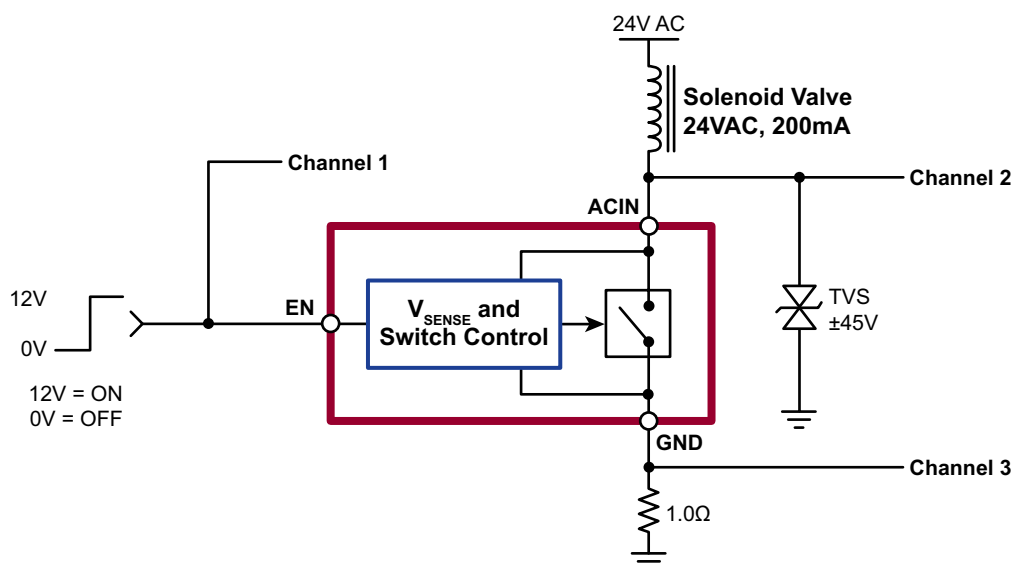 24V AC
Solenoid Valve
24VAC, 200mA
Channel 1
Channel 2
ACIN
12V
0V
EN
V_SENSE and
Switch Control
TVS
±45V
12V = ON
0V = OFF
GND
Channel 3
1.0Ω